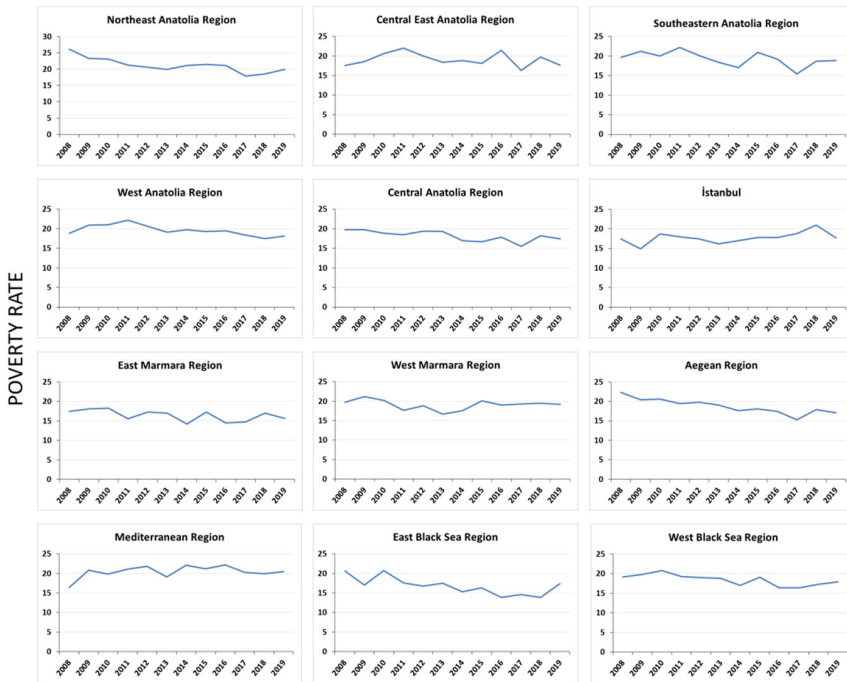 POVERTY RATE
Northeast Anatolia Region
30
25
20
15
10
5
0
2008 2009 2010 2011 2012 2013 2014 2015 2016 2017 2018 2019
Central East Anatolia Region
25
20
15
10
5
0
2008 2009 2010 2011 2012 2013 2014 2015 2016 2017 2018 2019
Southeastern Anatolia Region
25
20
15
10
5
0
2008 2009 2010 2011 2012 2013 2014 2015 2016 2017 2018 2019
West Anatolia Region
25
20
15
10
5
0
2008 2009 2010 2011 2012 2013 2014 2015 2016 2017 2018 2019
Central Anatolia Region
25
20
15
10
5
0
2008 2009 2010 2011 2012 2013 2014 2015 2016 2017 2018 2019
İstanbul
25
20
15
10
5
0
2008 2009 2010 2011 2012 2013 2014 2015 2016 2017 2018 2019
East Marmara Region
25
20
15
10
5
0
2008 2009 2010 2011 2012 2013 2014 2015 2016 2017 2018 2019
West Marmara Region
25
20
15
10
5
0
2008 2009 2010 2011 2012 2013 2014 2015 2016 2017 2018 2019
Aegean Region
25
20
15
10
5
0
2008 2009 2010 2011 2012 2013 2014 2015 2016 2017 2018 2019
Mediterranean Region
25
20
15
10
5
0
2008 2009 2010 2011 2012 2013 2014 2015 2016 2017 2018 2019
East Black Sea Region
25
20
15
10
5
0
2008 2009 2010 2011 2012 2013 2014 2015 2016 2017 2018 2019
West Black Sea Region
25
20
15
10
5
0
2008 2009 2010 2011 2012 2013 2014 2015 2016 2017 2018 2019